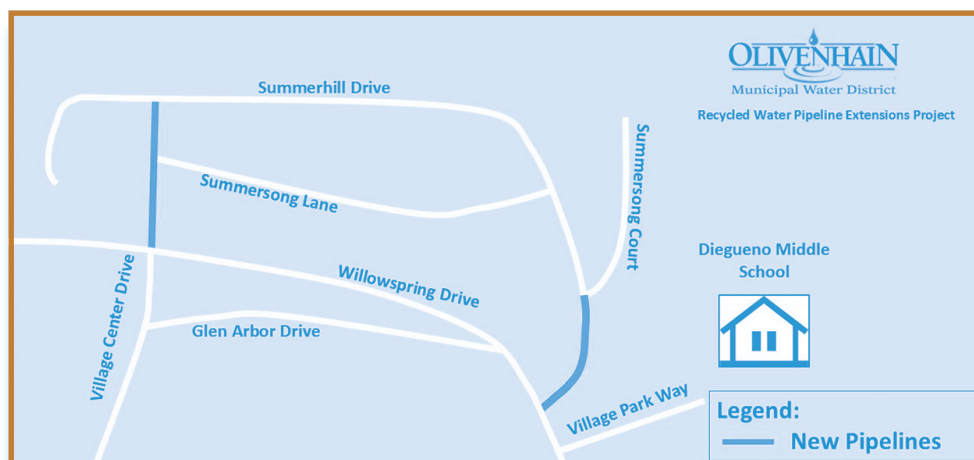 OLIVENHAIN
Municipal Water District
Recycled Water Pipeline Extensions Project
Summerhill Drive
Summersong Court
Summersong Lane
Diegueno Middle
School
Willowspring Drive
Village Center Drive
Glen Arbor Drive
Village Park Way
Legend:
New Pipelines